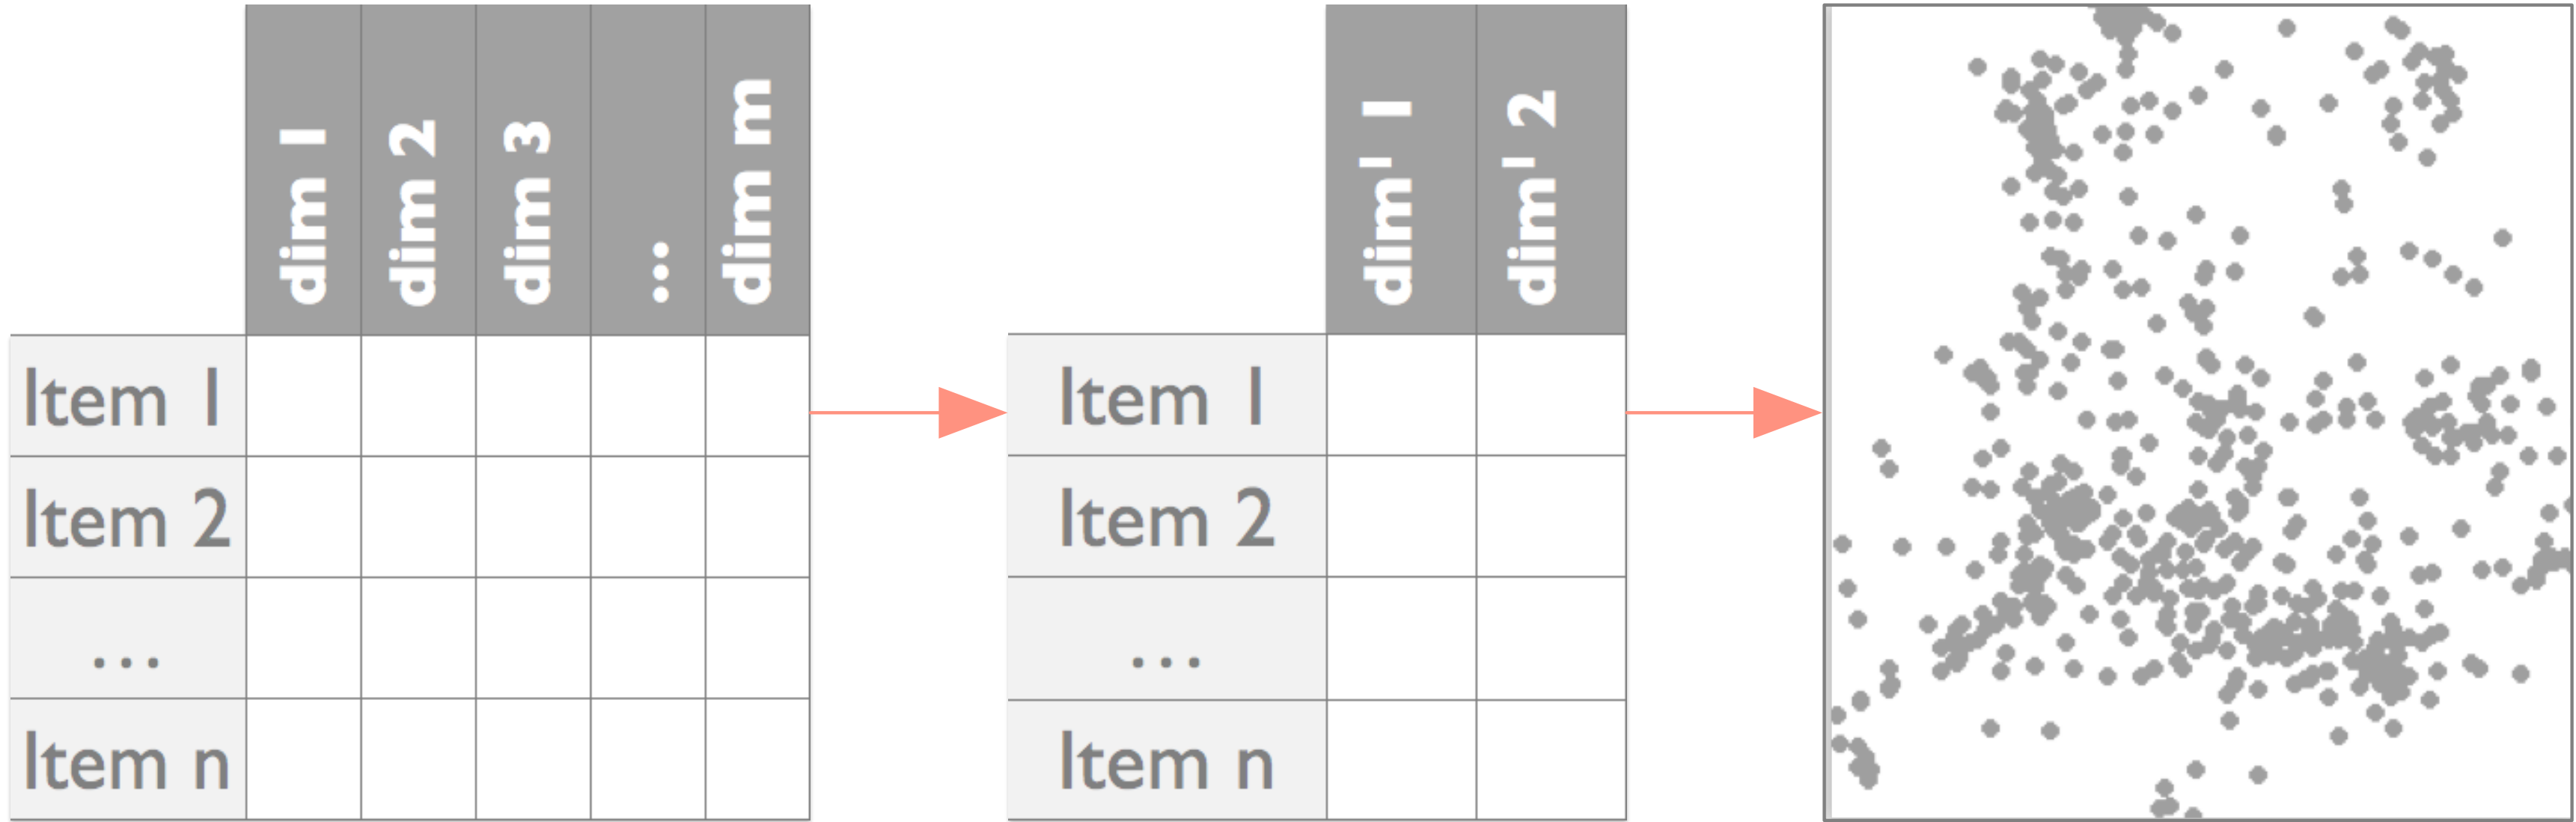 dim 1
dim 2
dim 3
...
dim m
Item 1
Item 2
...
Item n
dim' 1
dim' 2
Item 1
Item 2
...
Item n